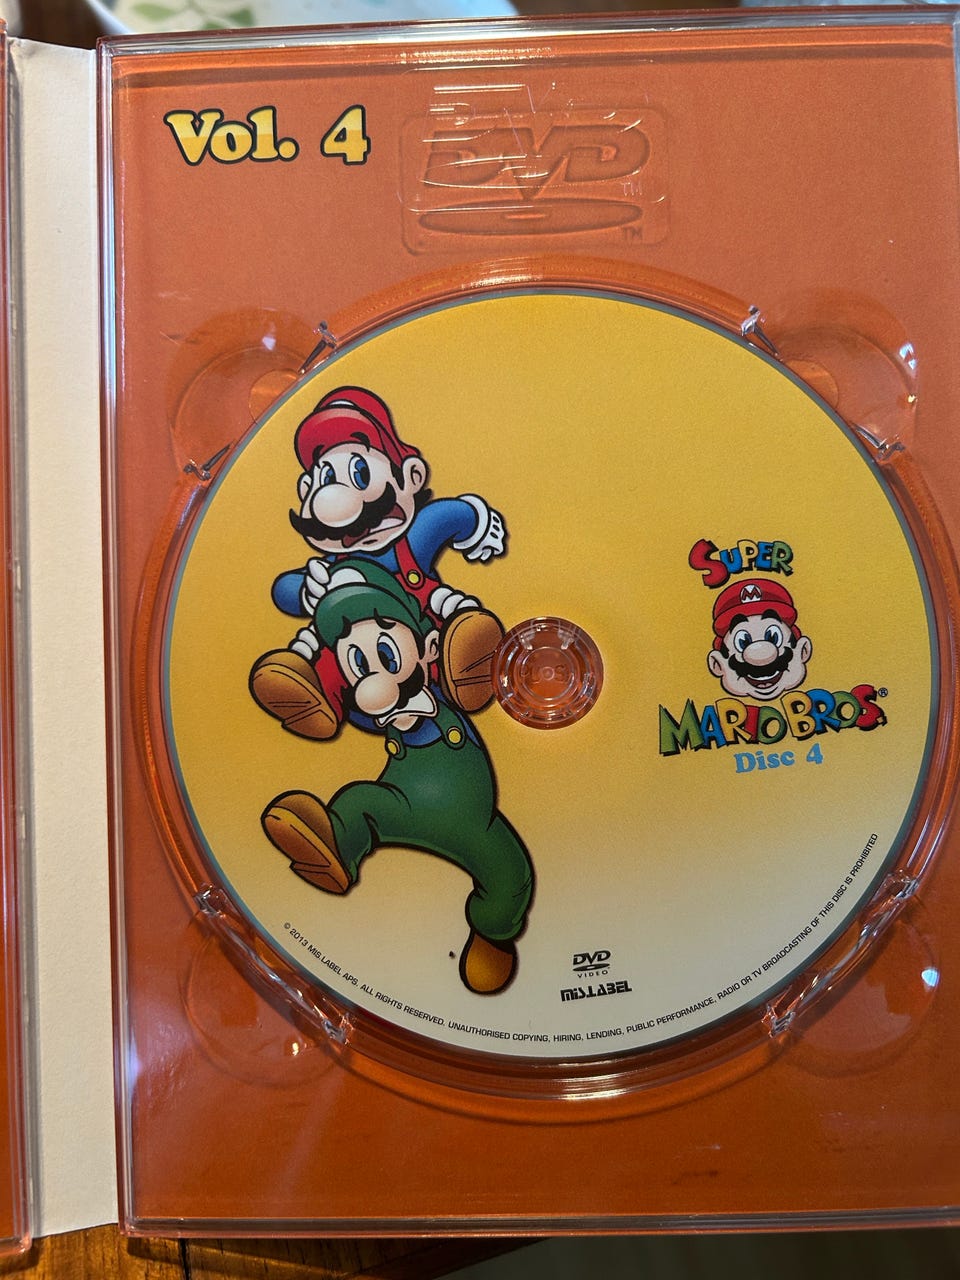 Vol. 4
DVD
TM
SUPER
M
MARIO BROS.®
Disc 4
DVD
VIDEO
MiS.LABEL
© 2013 MIS.LABEL APS. ALL RIGHTS RESERVED. UNAUTHORISED COPYING, HIRING, LENDING, PUBLIC PERFORMANCE, RADIO OR TV BROADCASTING OF THIS DISC IS PROHIBITED